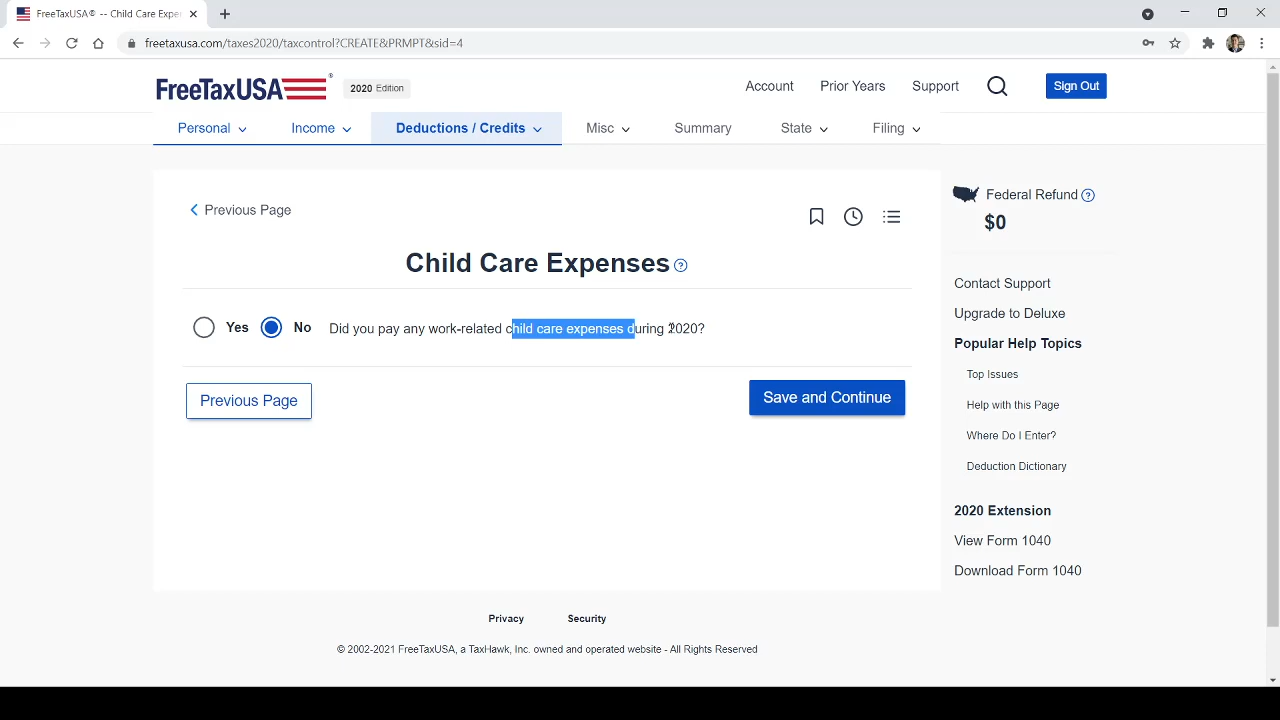 FreeTaxUSA® -- Child Care Expe
freetaxusa.com/taxes2020/taxcontrol?CREATE&PRMPT&sid=4
FreeTaxUSA® 2020 Edition
Account Prior Years Support Sign Out
Personal Income Deductions / Credits Misc Summary State Filing
Previous Page
Child Care Expenses ?
Yes No Did you pay any work-related child care expenses during 2020?
Previous Page Save and Continue
Federal Refund ?
$0
Contact Support
Upgrade to Deluxe
Popular Help Topics
Top Issues
Help with this Page
Where Do I Enter?
Deduction Dictionary
2020 Extension
View Form 1040
Download Form 1040
Privacy Security
© 2002-2021 FreeTaxUSA, a TaxHawk, Inc. owned and operated website - All Rights Reserved